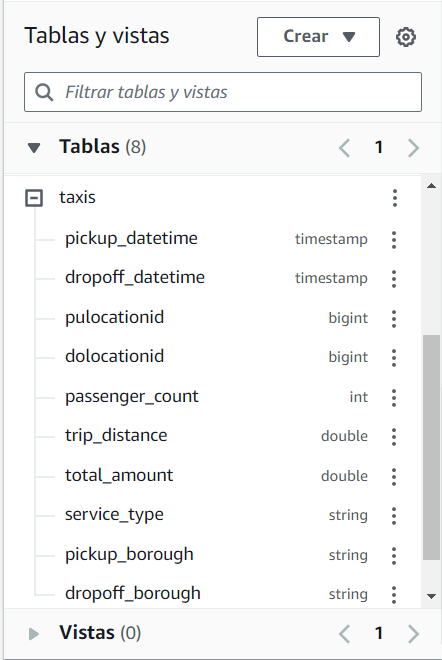 Tablas y vistas
Crear
Filtrar tablas y vistas
Tablas (8)
1
taxis
pickup_datetime timestamp
dropoff_datetime timestamp
pulocationid bigint
dolocationid bigint
passenger_count int
trip_distance double
total_amount double
service_type string
pickup_borough string
dropoff_borough string
Vistas (0)
1